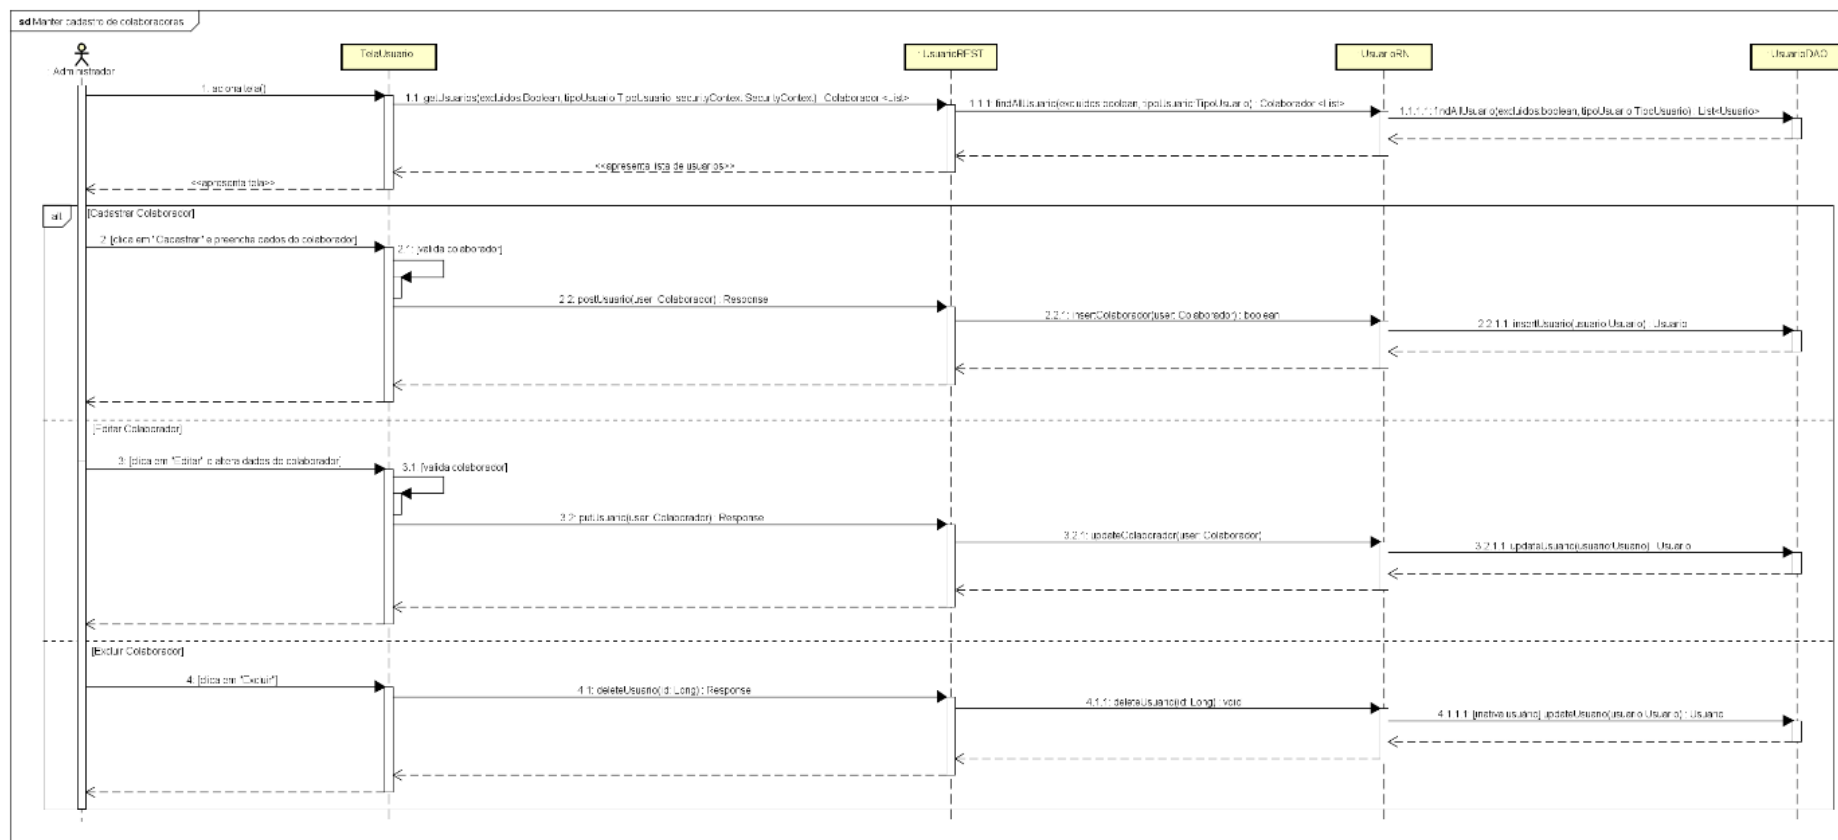 sd Manter cadastro de colaboradores
Administrador
TelaUsuario
: UsuarioREST
UsuarioRN
: UsuarioDAO
1: aciona tela()
1.1: getUsuarios(excluidos:Boolean, tipoUsuario:TipoUsuario, securityContext:SecurityContext) : Colaborador <List>
1.1.1: findAllUsuario(excluidos:boolean, tipoUsuario:TipoUsuario) : Colaborador <List>
1.1.1.1: findAllUsuario(excluidos:boolean, tipoUsuario:TipoUsuario) : List<Usuario>
<<apresenta lista de usuarios>>
<<apresenta tela>>
alt
[Cadastrar Colaborador]
2: [clica em "Cadastrar" e preenche dados do colaborador]
2.1: [valida colaborador]
2.2: postUsuario(user: Colaborador) : Response
2.2.1: insertColaborador(user: Colaborador) : boolean
2.2.1.1: insertUsuario(usuario:Usuario) : Usuario
[Editar Colaborador]
3: [clica em "Editar" e altera dados do colaborador]
3.1: [valida colaborador]
3.2: putUsuario(user: Colaborador) : Response
3.2.1: updateColaborador(user: Colaborador)
3.2.1.1: updateUsuario(usuario:Usuario) : Usuario
[Excluir Colaborador]
4: [clica em "Excluir"]
4.1: deleteUsuario(id: Long) : Response
4.1.1: deleteUsuario(id: Long) : void
4.1.1.1: [inativa usuário] updateUsuario(usuario:Usuario) : Usuario